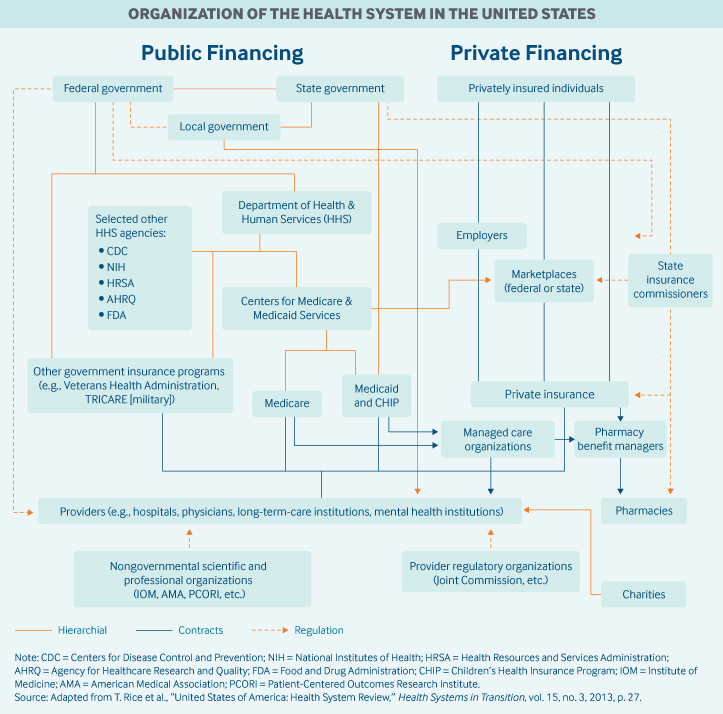 ORGANIZATION OF THE HEALTH SYSTEM IN THE UNITED STATES
Public Financing
Private Financing
Federal government
State government
Privately insured individuals
Local government
Department of Health &
Human Services (HHS)
Selected other
HHS agencies:
• CDC
• NIH
• HRSA
• AHRQ
• FDA
Employers
Marketplaces
(federal or state)
State
insurance
commissioners
Centers for Medicare &
Medicaid Services
Other government insurance programs
(e.g., Veterans Health Administration,
TRICARE [military])
Medicare
Medicaid
and CHIP
Private insurance
Managed care
organizations
Pharmacy
benefit managers
Providers (e.g., hospitals, physicians, long-term-care institutions, mental health institutions)
Pharmacies
Nongovernmental scientific and
professional organizations
(IOM, AMA, PCORI, etc.)
Provider regulatory organizations
(Joint Commission, etc.)
Charities
Hierarchial
Contracts
Regulation
Note: CDC = Centers for Disease Control and Prevention; NIH = National Institutes of Health; HRSA = Health Resources and Services Administration;
AHRQ = Agency for Healthcare Research and Quality; FDA = Food and Drug Administration; CHIP = Children's Health Insurance Program; IOM = Institute of
Medicine; AMA = American Medical Association; PCORI = Patient-Centered Outcomes Research Institute.
Source: Adapted from T. Rice et al., "United States of America: Health System Review," Health Systems in Transition, vol. 15, no. 3, 2013, p. 27.